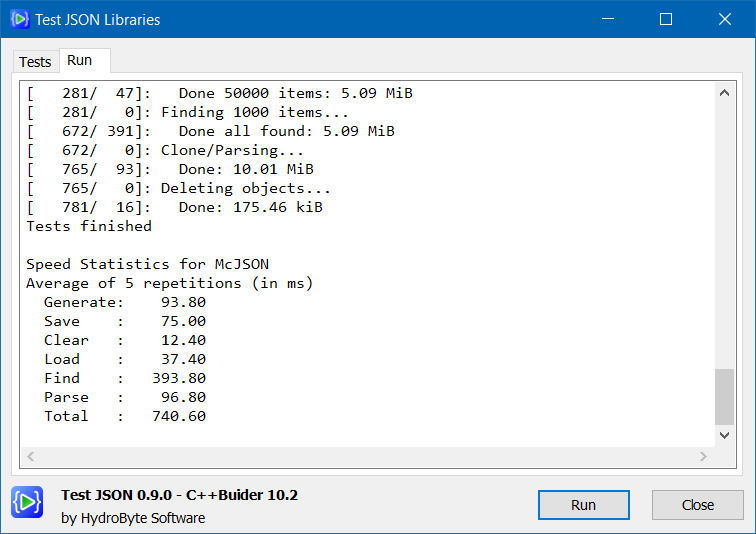 Test JSON Libraries
Tests Run
[   281/  47]:   Done 50000 items: 5.09 MiB
[   281/   0]: Finding 1000 items...
[   672/ 391]:   Done all found: 5.09 MiB
[   672/   0]: Clone/Parsing...
[   765/  93]:   Done: 10.01 MiB
[   765/   0]: Deleting objects...
[   781/  16]:   Done: 175.46 kiB
Tests finished
Speed Statistics for McJSON
Average of 5 repetitions (in ms)
  Generate:    93.80
  Save    :    75.00
  Clear   :    12.40
  Load    :    37.40
  Find    :   393.80
  Parse   :    96.80
  Total   :   740.60
Test JSON 0.9.0 - C++Buider 10.2
by HydroByte Software
Run
Close